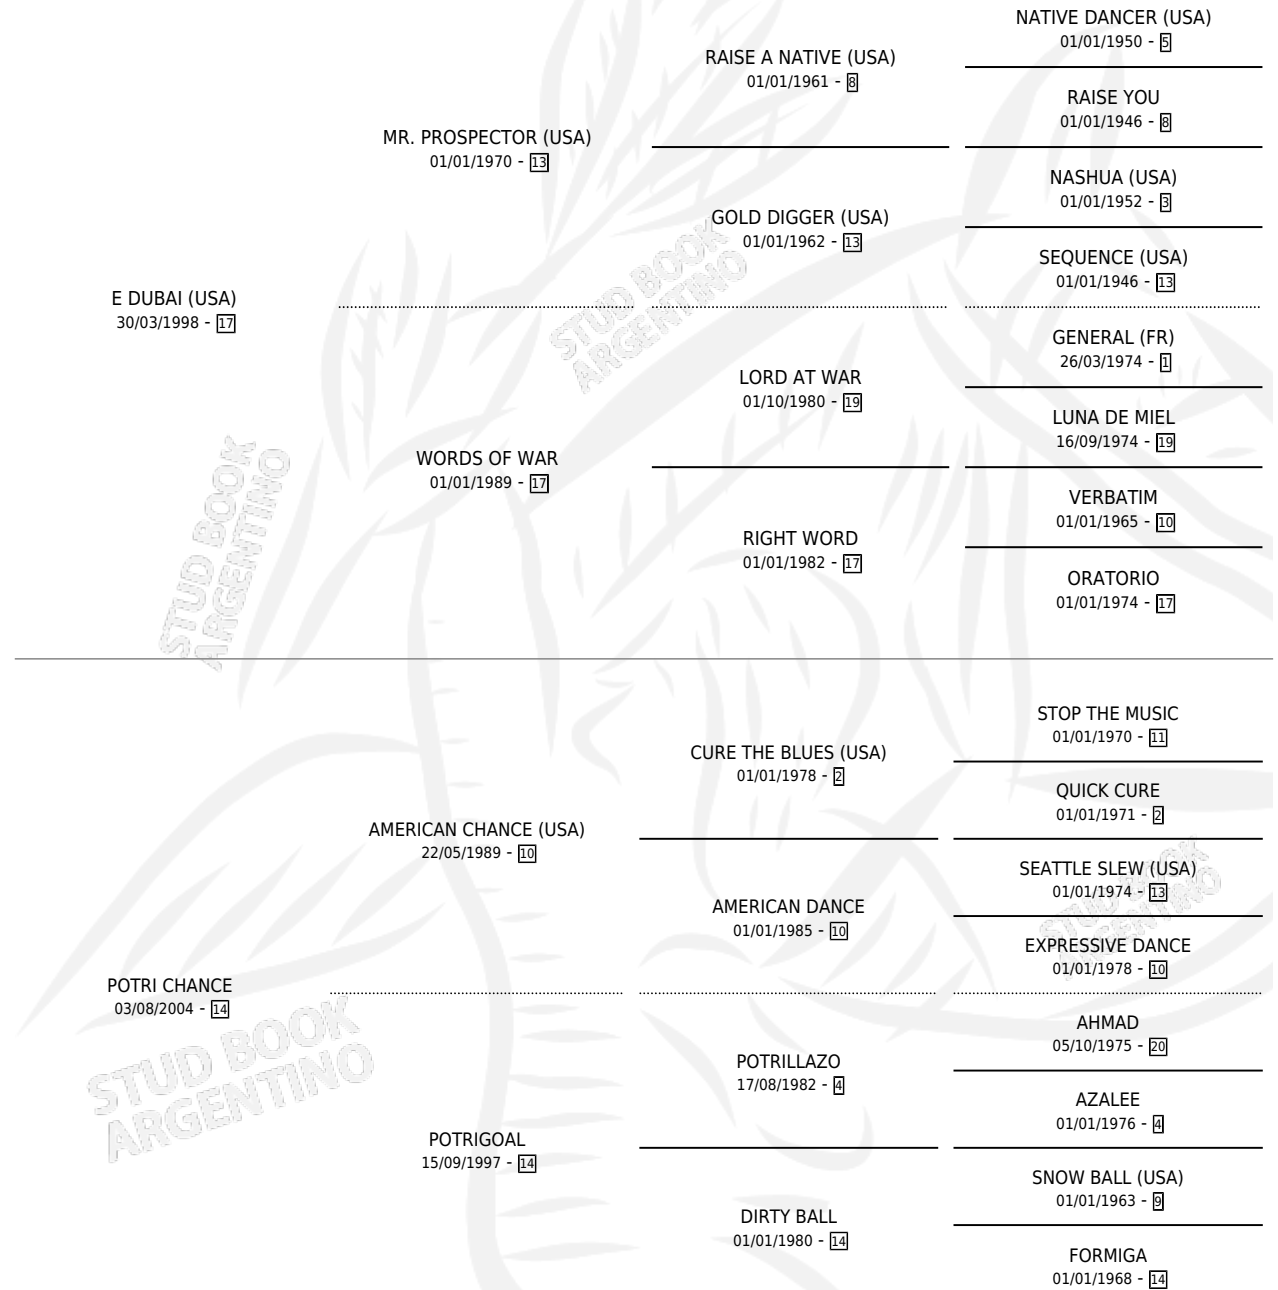 NATIVE DANCER (USA)
01/01/1950 - 5
RAISE A NATIVE (USA)
01/01/1961 - 8
RAISE YOU
01/01/1946 - 8
MR. PROSPECTOR (USA)
01/01/1970 - 13
NASHUA (USA)
01/01/1952 - 3
GOLD DIGGER (USA)
01/01/1962 - 13
SEQUENCE (USA)
01/01/1946 - 13
E DUBAI (USA)
30/03/1998 - 17
GENERAL (FR)
26/03/1974 - 1
LORD AT WAR
01/10/1980 - 19
LUNA DE MIEL
16/09/1974 - 19
WORDS OF WAR
01/01/1989 - 17
VERBATIM
01/01/1965 - 10
RIGHT WORD
01/01/1982 - 17
ORATORIO
01/01/1974 - 17
STUD BOOK
ARGENTINO
STUD BOOK
ARGENTINO
STOP THE MUSIC
01/01/1970 - 11
CURE THE BLUES (USA)
01/01/1978 - 2
QUICK CURE
01/01/1971 - 2
AMERICAN CHANCE (USA)
22/05/1989 - 10
SEATTLE SLEW (USA)
01/01/1974 - 13
AMERICAN DANCE
01/01/1985 - 10
EXPRESSIVE DANCE
01/01/1978 - 10
STUD BOOK
ARGENTINO
POTRI CHANCE
03/08/2004 - 14
AHMAD
05/10/1975 - 20
POTRILLAZO
17/08/1982 - 4
AZALEE
01/01/1976 - 4
POTRIGOAL
15/09/1997 - 14
SNOW BALL (USA)
01/01/1963 - 9
DIRTY BALL
01/01/1980 - 14
FORMIGA
01/01/1968 - 14
STUD BOOK
ARGENTINO